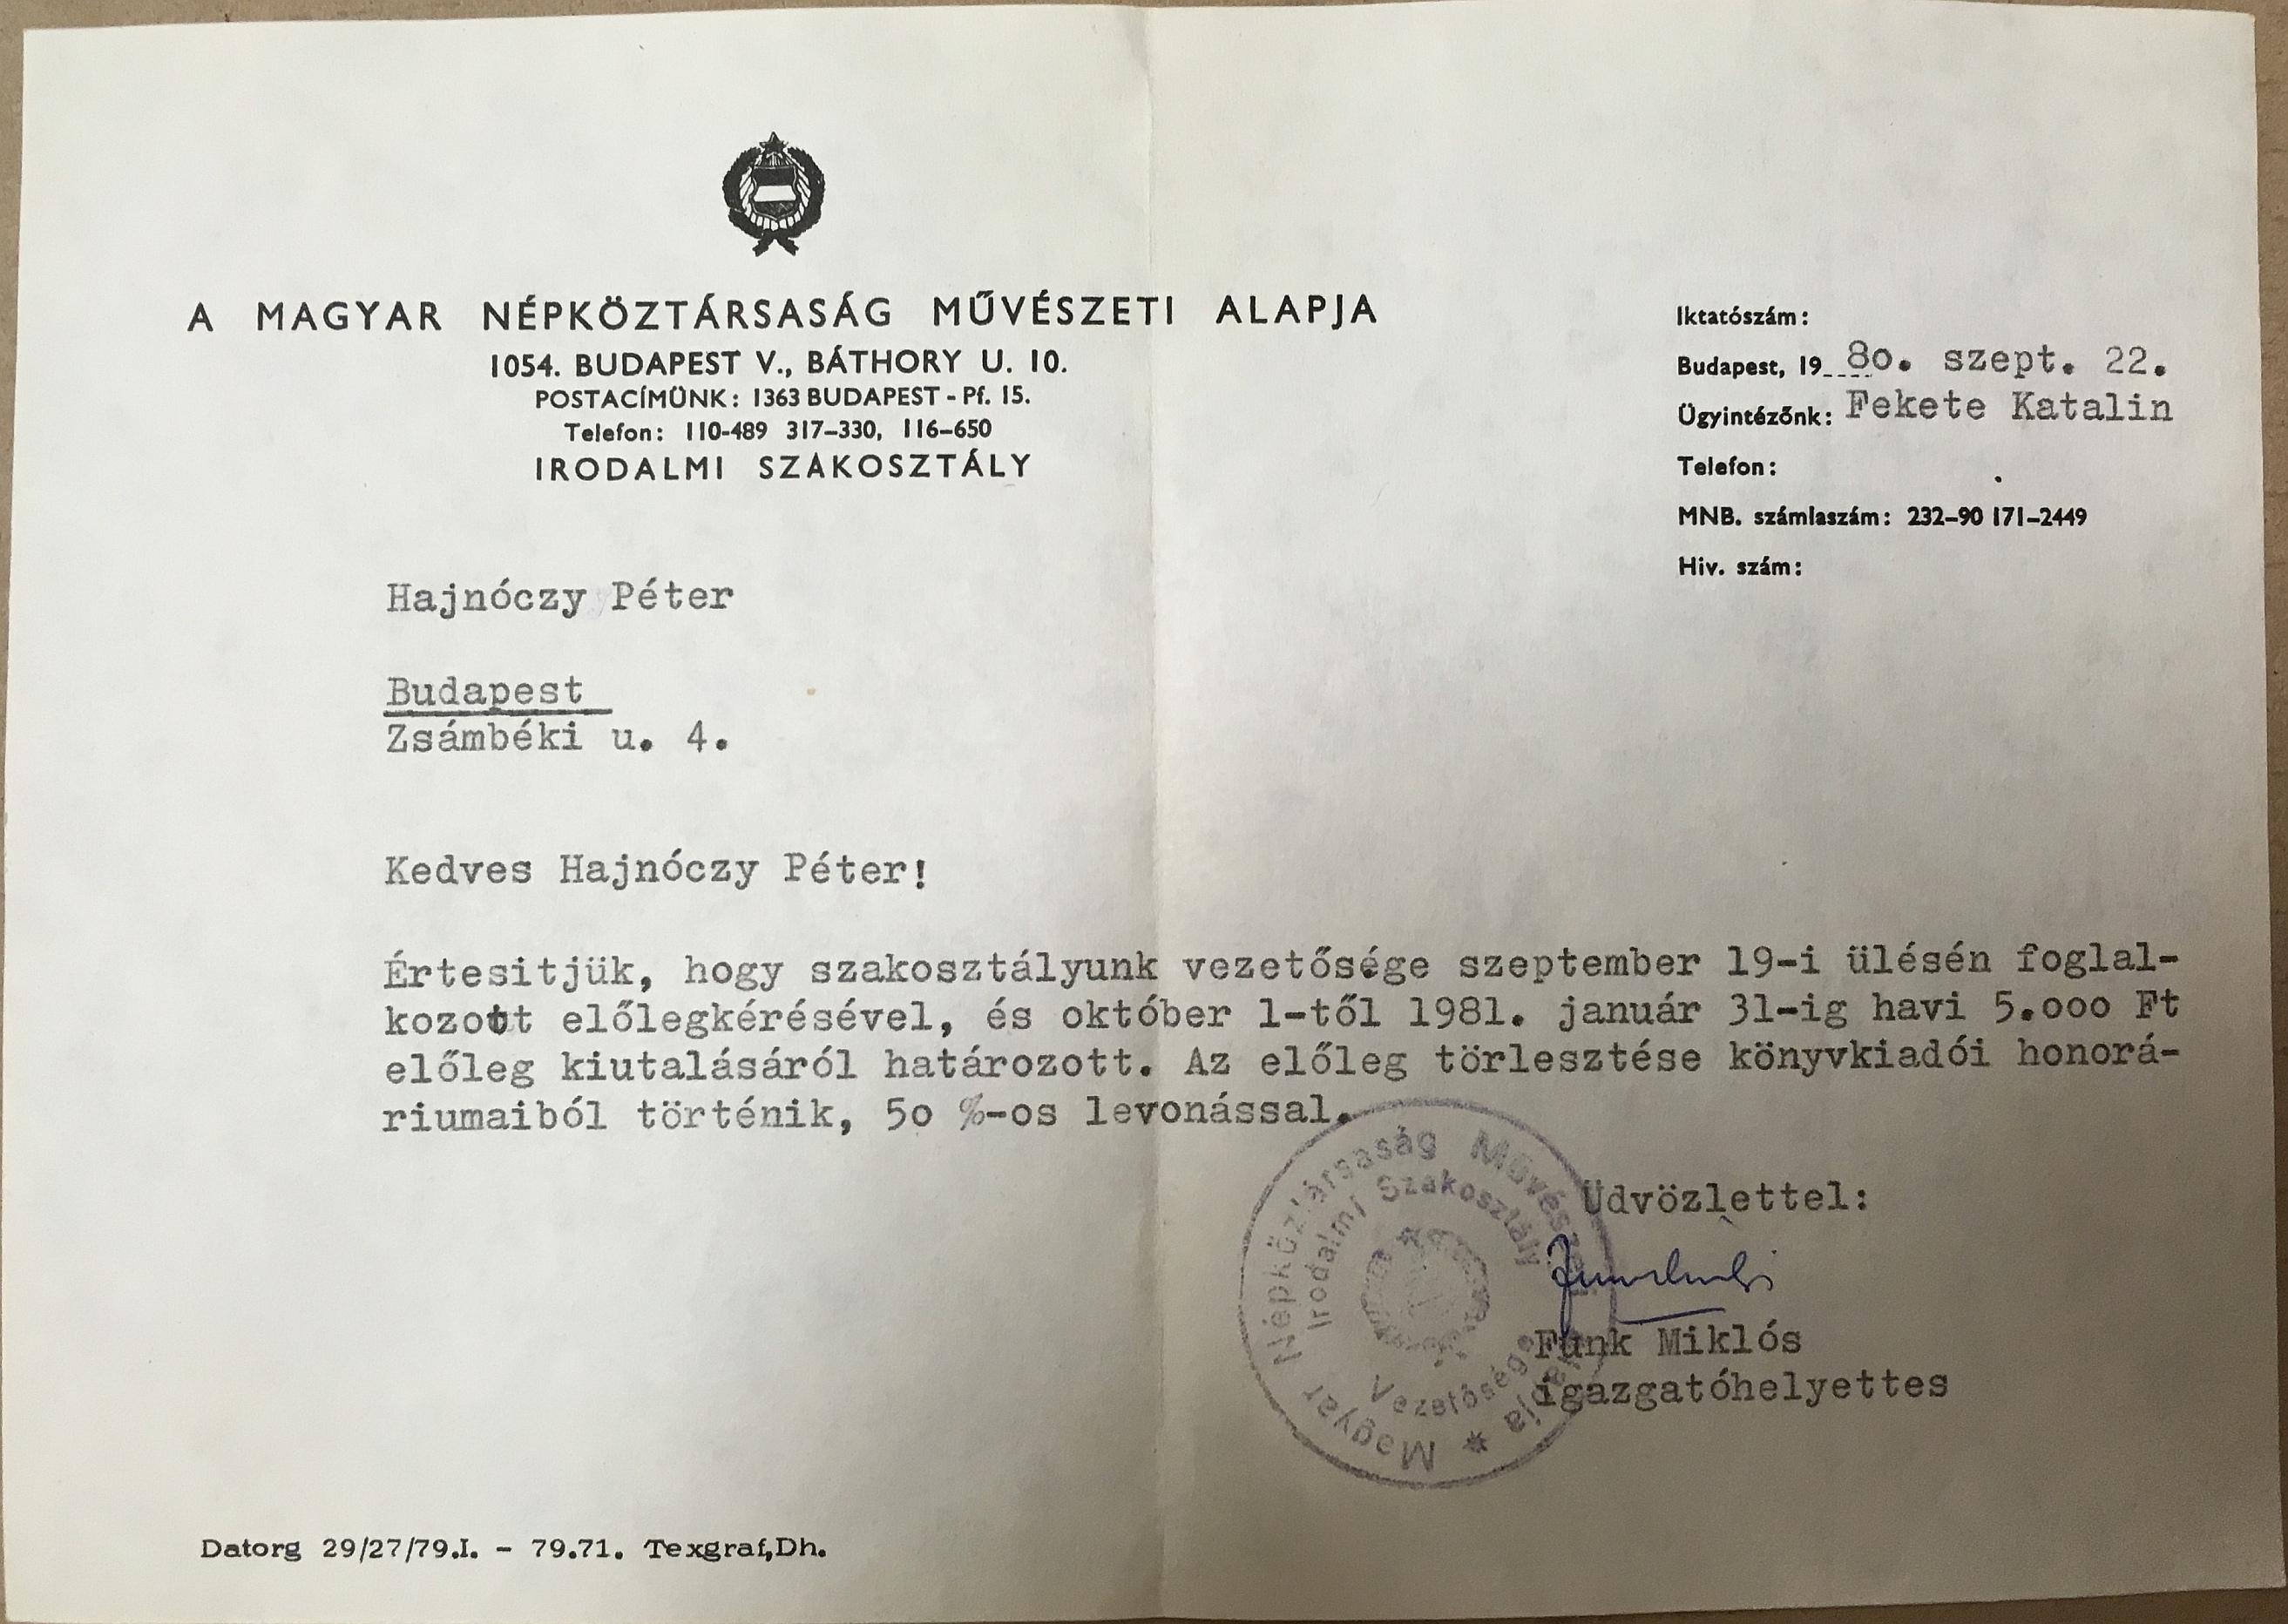 A MAGYAR NÉPKÖZTÁRSASÁG MŰVÉSZETI ALAPJA
1054. BUDAPEST V., BÁTHORY U. 10.
POSTACÍMÜNK: 1363 BUDAPEST - Pf. 15.
Telefon: 110-489 317-330, 116-650
IRODALMI SZAKOSZTÁLY
Iktatószám:
Budapest, 1980. szept. 22.
Ügyintézőnk: Fekete Katalin
Telefon:
MNB. számlaszám: 232-90 171-2449
Hiv. szám:
Hajnóczy Péter
Budapest
Zsámbéki u. 4.
Kedves Hajnóczy Péter!
Értesitjük, hogy szakosztályunk vezetősége szeptember 19-i ülésén foglal-
kozott előlegkérésével, és október 1-től 1981. január 31-ig havi 5.000 Ft
előleg kiutalásáról határozott. Az előleg törlesztése könyvkiadói honorá-
riumaiból történik, 50 %-os levonással.
Üdvözlettel:
Funk Miklós
igazgatóhelyettes
Magyar Népköztársaság Művészeti Alapja *
Irodalmi Szakosztály
Vezetősége
Datorg 29/27/79.I. - 79.71. Texgraf,Dh.